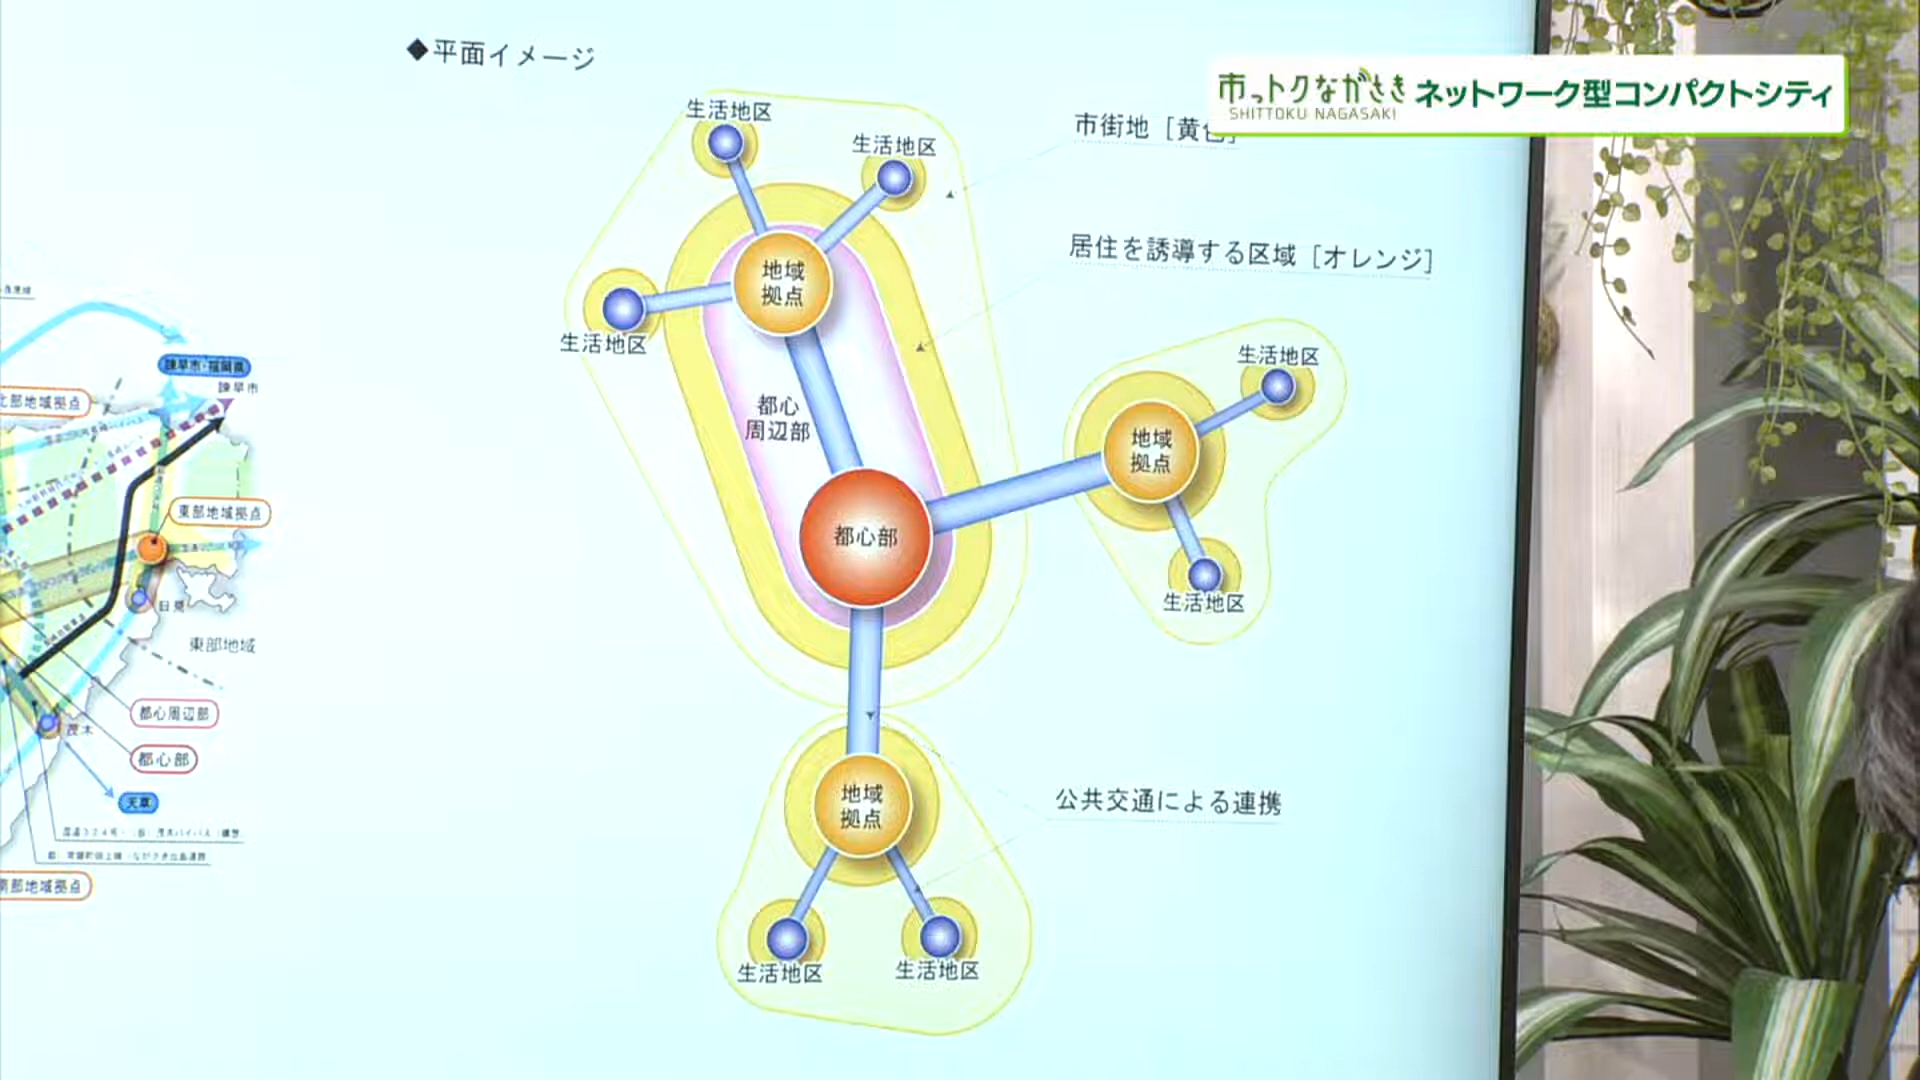 ◆平面イメージ
市っトクながさき
SHITTOKU NAGASAKI
ネットワーク型コンパクトシティ
生活地区
生活地区
市街地［黄色］
居住を誘導する区域［オレンジ］
地域
拠点
生活地区
都心
周辺部
都心部
地域
拠点
生活地区
生活地区
地域
拠点
公共交通による連携
生活地区
生活地区
諫早市・福岡県
諫早市
北部地域拠点
東部地域拠点
日見
東部地域
都心周辺部
茂木
都心部
天草
南部地域拠点